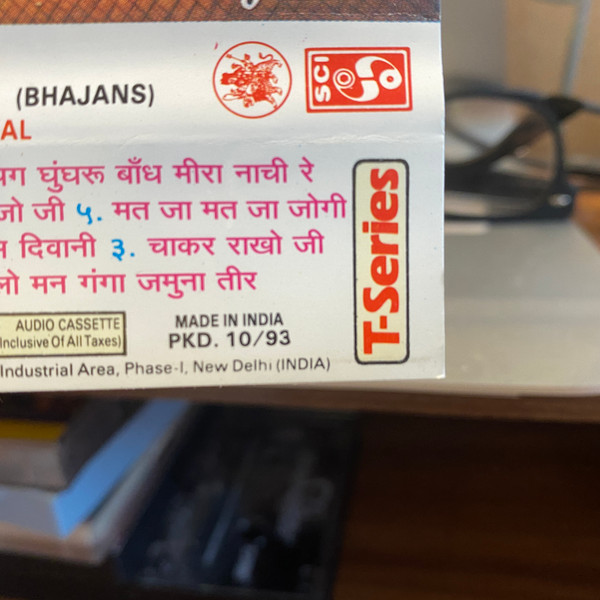 (BHAJANS)
SCI
AL
पग घुंघरू बाँध मीरा नाची रे
जो जी ५. मत जा मत जा जोगी
दिवानी ३. चाकर राखो जी
लो मन गंगा जमुना तीर
T-Series
AUDIO CASSETTE
Inclusive Of All Taxes)
MADE IN INDIA
PKD. 10/93
Industrial Area, Phase-I, New Delhi (INDIA)